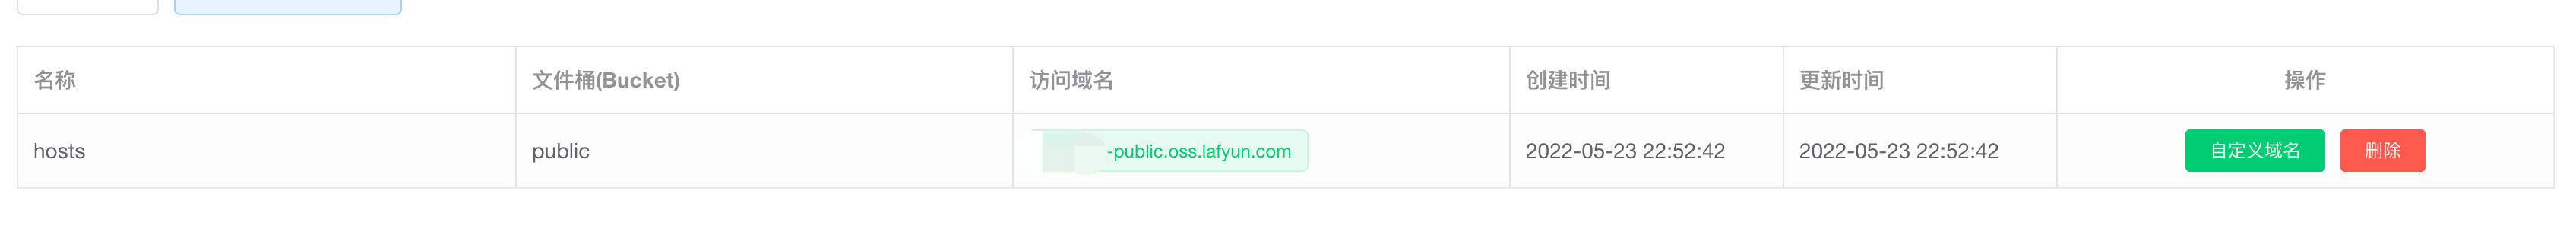 名称 文件桶(Bucket) 访问域名 创建时间 更新时间 操作
hosts public -public.oss.lafyun.com 2022-05-23 22:52:42 2022-05-23 22:52:42 自定义域名 删除